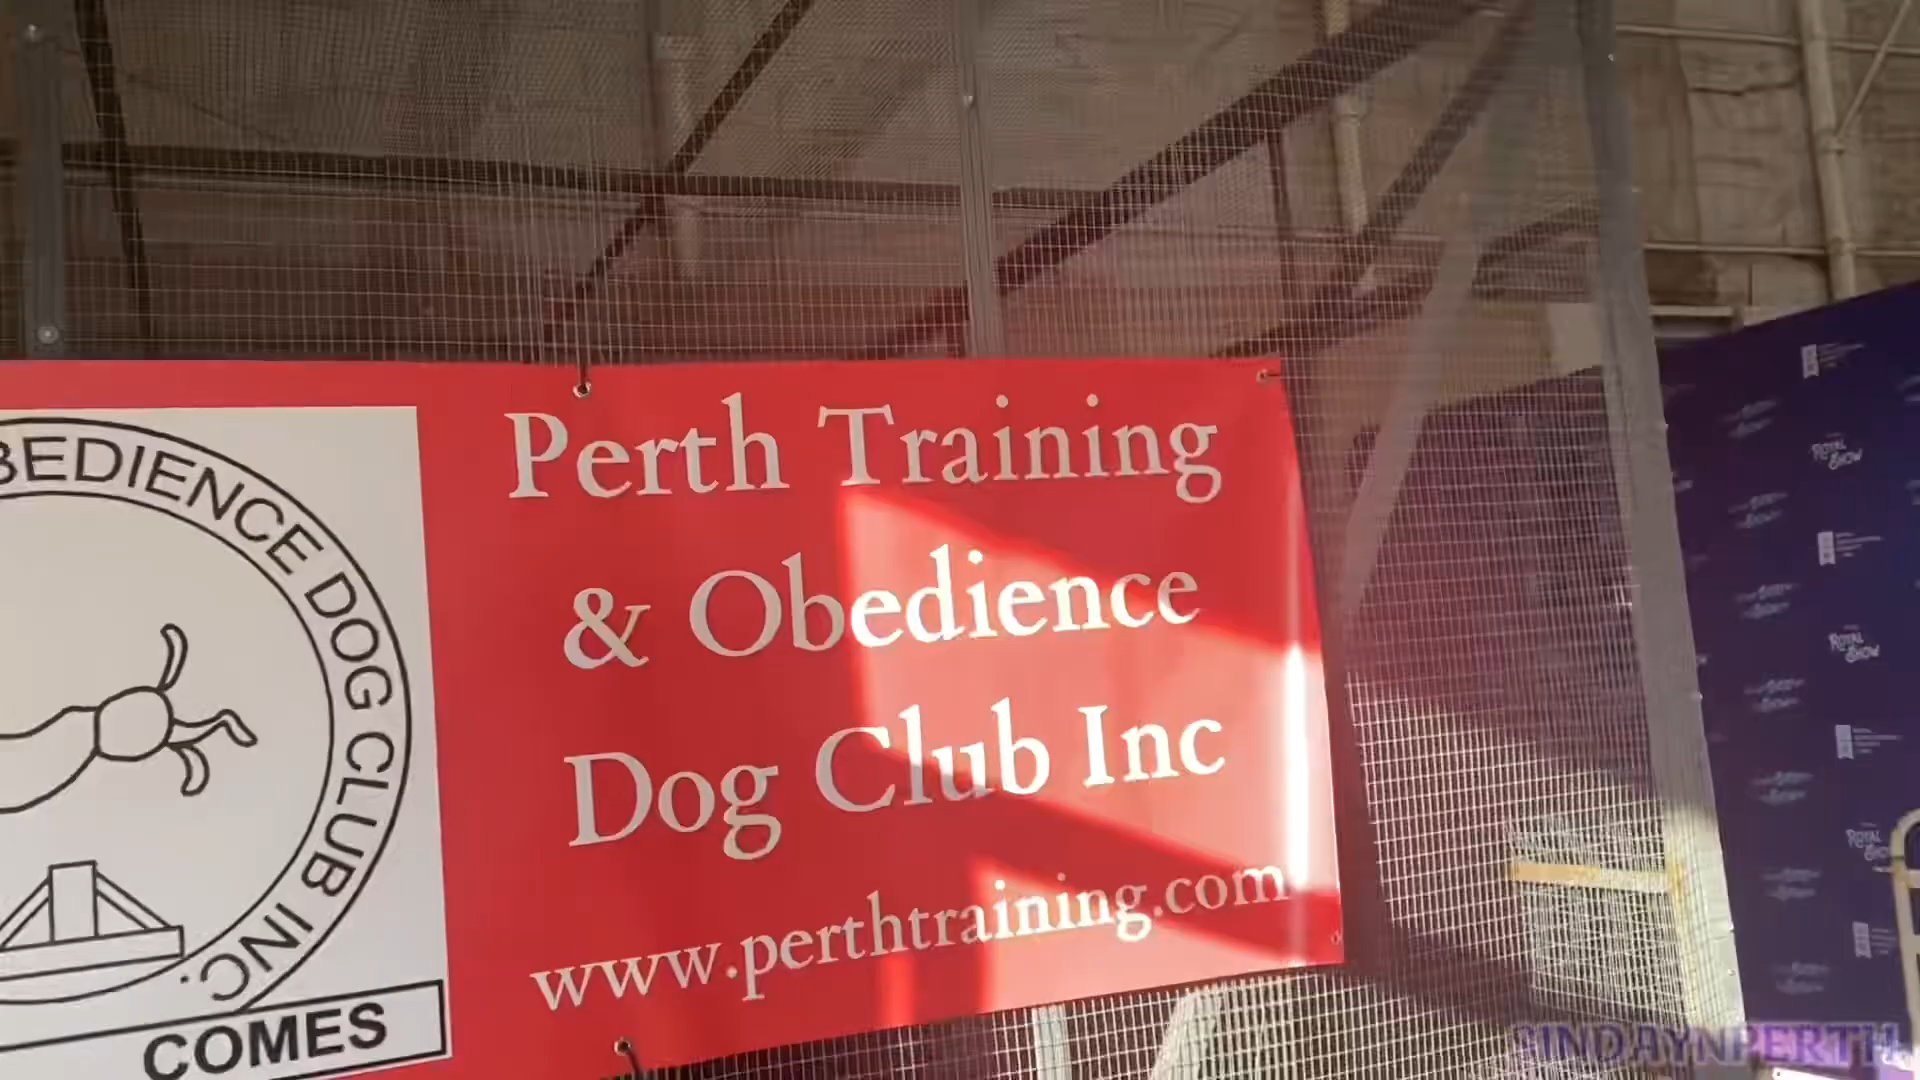 BEDIENCE DOG CLUB INC.
COMES
Perth Training
& Obedience
Dog Club Inc
www.perthtraining.com
ROYAL
SHOW
ROYAL
SHOW
ROYAL
SHOW